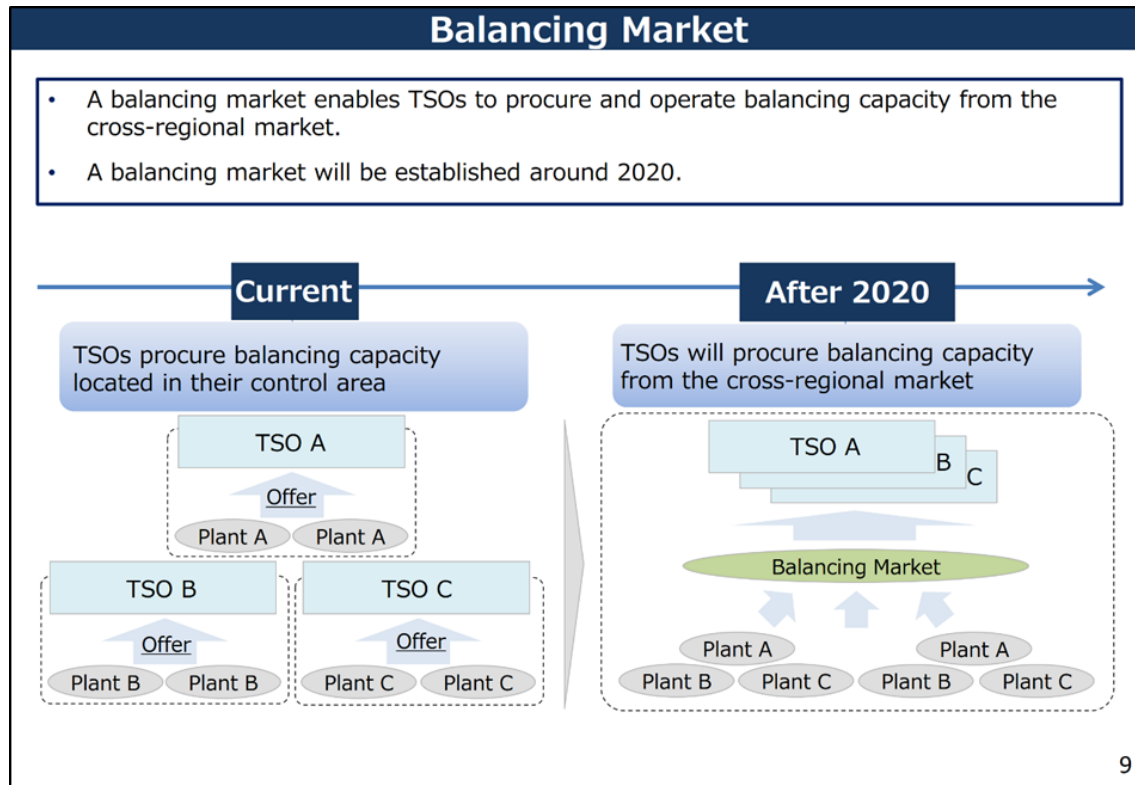 Balancing Market
• A balancing market enables TSOs to procure and operate balancing capacity from the
cross-regional market.
• A balancing market will be established around 2020.
Current
TSOs procure balancing capacity
located in their control area
TSO A
Offer
Plant A Plant A
TSO B
Offer
Plant B Plant B
TSO C
Offer
Plant C Plant C
After 2020
TSOs will procure balancing capacity
from the cross-regional market
TSO A
B
C
Balancing Market
Plant A Plant A
Plant B Plant C Plant B Plant C
9